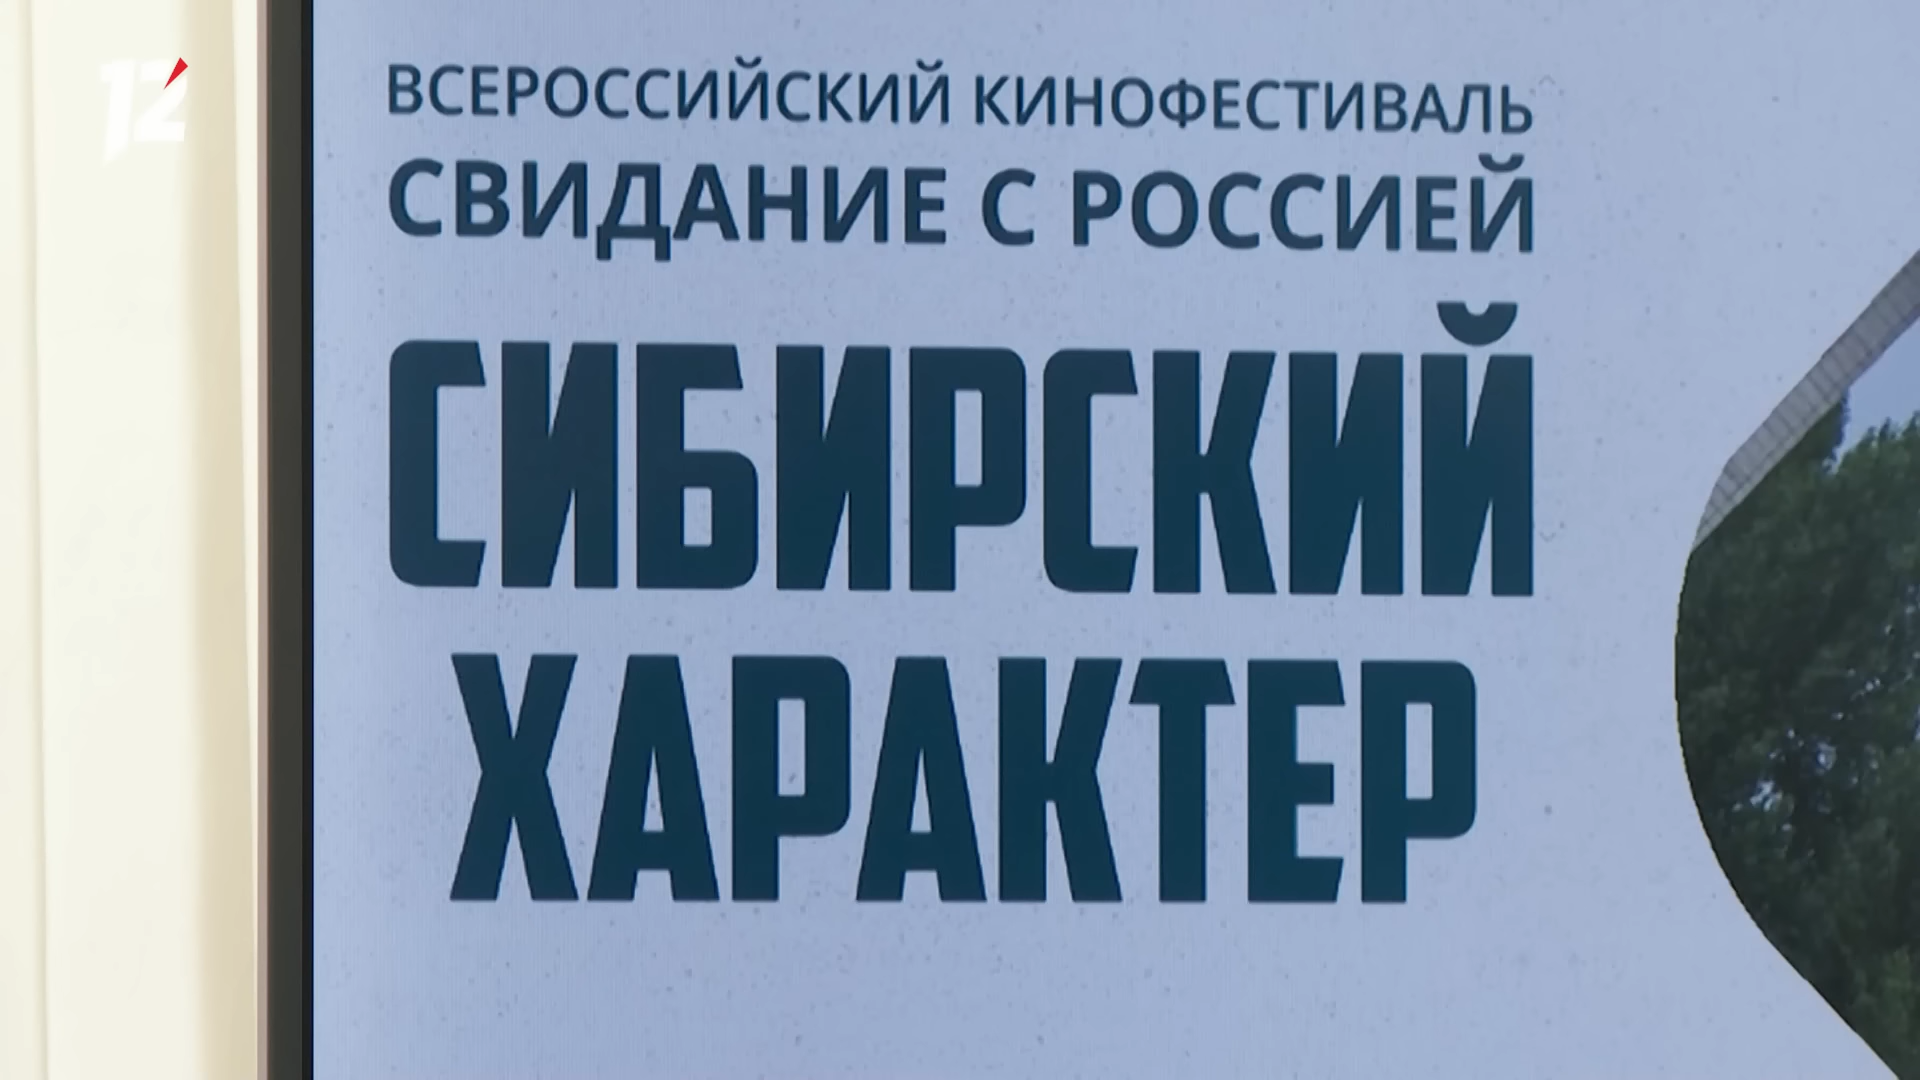 12
ВСЕРОССИЙСКИЙ КИНОФЕСТИВАЛЬ
СВИДАНИЕ С РОССИЕЙ
СИБИРСКИЙ
ХАРАКТЕР